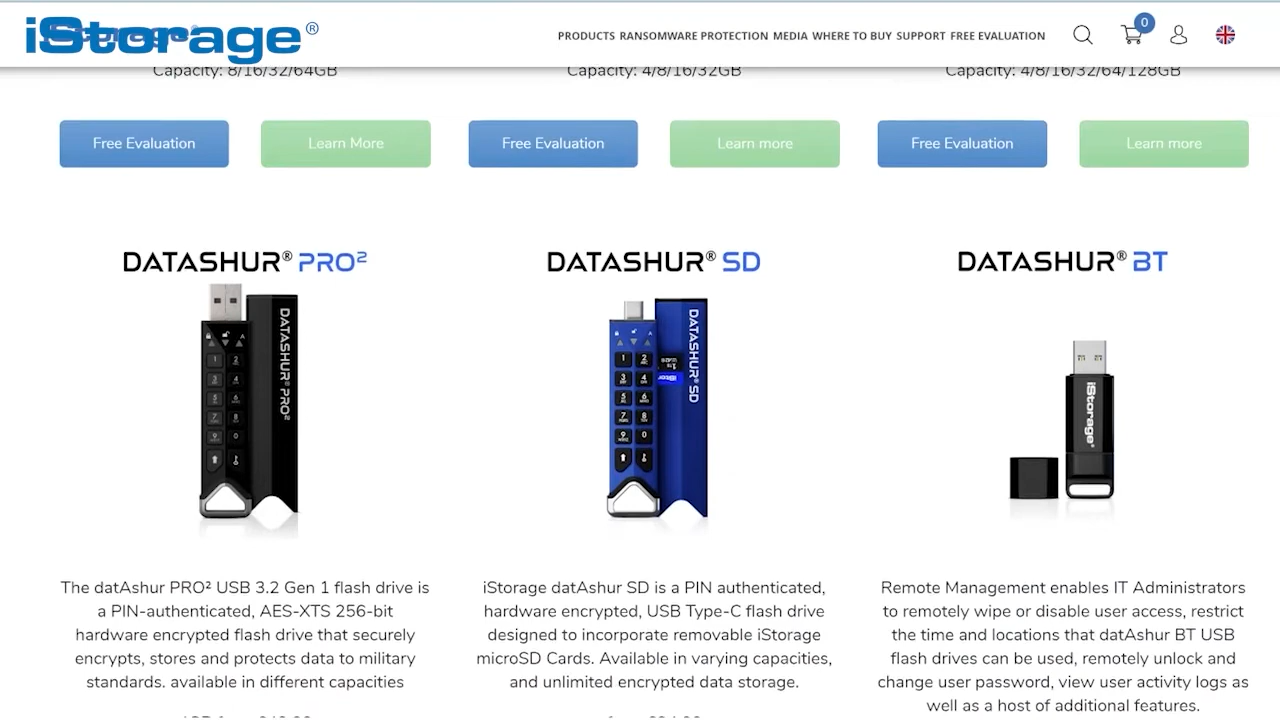 iStorage®
PRODUCTS RANSOMWARE PROTECTION MEDIA WHERE TO BUY SUPPORT FREE EVALUATION
0
Capacity: 8/16/32/64GB
Capacity: 4/8/16/32GB
Capacity: 4/8/16/32/64/128GB
Free Evaluation
Learn More
Free Evaluation
Learn more
Free Evaluation
Learn more
DATASHUR® PRO²
DATASHUR® SD
DATASHUR® BT
DATASHUR® PRO²
DATASHUR® SD
iStorage®
The datAshur PRO² USB 3.2 Gen 1 flash drive is
a PIN-authenticated, AES-XTS 256-bit
hardware encrypted flash drive that securely
encrypts, stores and protects data to military
standards. available in different capacities
iStorage datAshur SD is a PIN authenticated,
hardware encrypted, USB Type-C flash drive
designed to incorporate removable iStorage
microSD Cards. Available in varying capacities,
and unlimited encrypted data storage.
Remote Management enables IT Administrators
to remotely wipe or disable user access, restrict
the time and locations that datAshur BT USB
flash drives can be used, remotely unlock and
change user password, view user activity logs as
well as a host of additional features.